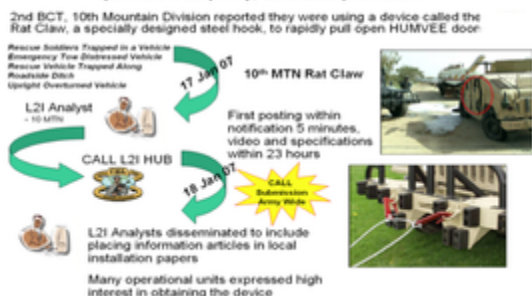 2nd BCT, 10th Mountain Division reported they were using a device called the
Rat Claw, a specially designed steel hook, to rapidly pull open HUMVEE door
Rescue Soldiers Trapped in a Vehicle
Emergency Tow Distressed Vehicle
Rescue Vehicle Trapped Along
Roadside Ditch
Upright Overturned Vehicle
17 Jan 07
10th MTN Rat Claw
L2I Analyst
- 10 MTN
First posting within
notification 5 minutes,
video and specifications
within 23 hours
CALL L2I HUB
18 Jan 07
CALL
Submission
Army Wide
L2I Analysts disseminated to include
placing information articles in local
installation papers
Many operational units expressed high
interest in obtaining the device